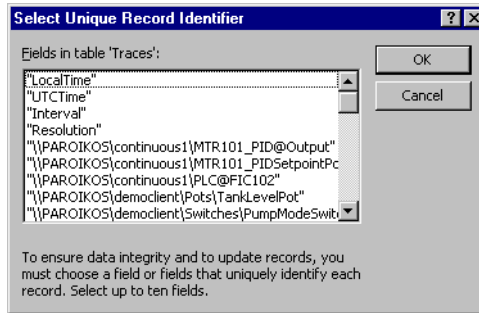 Select Unique Record Identifier
Fields in table 'Traces':
OK
Cancel
"LocalTime"
"UTCTime"
"Interval"
"Resolution"
"\\PAROIKOS\continuous1\MTR101_PID@Output"
"\\PAROIKOS\continuous1\MTR101_PIDSetpointPc
"\\PAROIKOS\continuous1\PLC@FIC102"
"\\PAROIKOS\democlient\Pots\TankLevelPot"
"\\PAROIKOS\democlient\Switches\PumpModeSwit
To ensure data integrity and to update records, you
must choose a field or fields that uniquely identify each
record. Select up to ten fields.